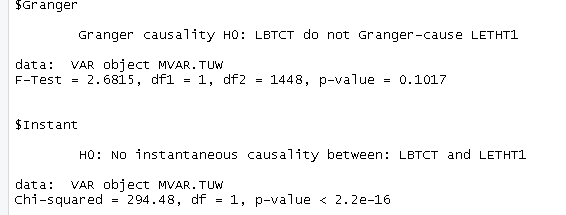 $Granger
Granger causality H0: LBTCT do not Granger-cause LETHT1
data:  VAR object MVAR.TUW
F-Test = 2.6815, df1 = 1, df2 = 1448, p-value = 0.1017
$Instant
H0: No instantaneous causality between: LBTCT and LETHT1
data:  VAR object MVAR.TUW
Chi-squared = 294.48, df = 1, p-value < 2.2e-16